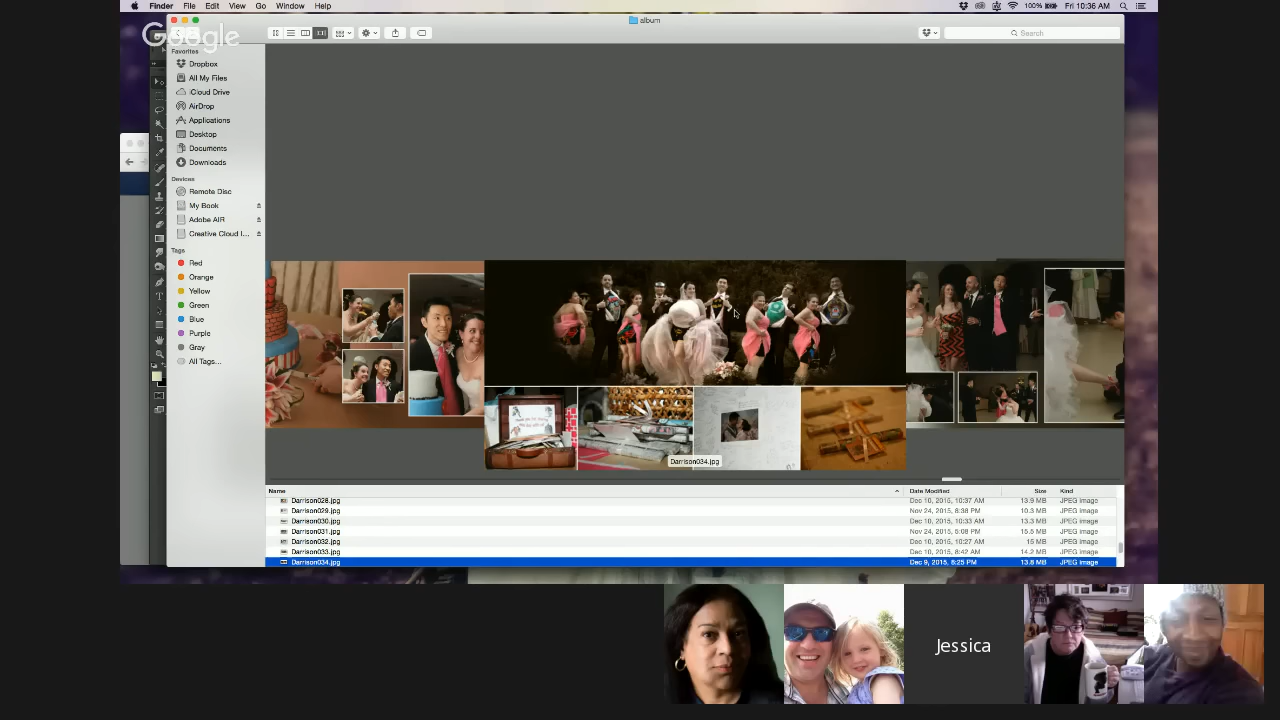 Finder File Edit View Go Window Help
100% Fri 10:36 AM
album
Google
Search
Favorites
Dropbox
All My Files
iCloud Drive
AirDrop
Applications
Desktop
Documents
Downloads
Devices
Remote Disc
My Book
Adobe AIR
Creative Cloud I...
Tags
Red
Orange
Yellow
Green
Blue
Purple
Gray
All Tags...
Darrison034.jpg
Name Date Modified Size Kind
Darrison028.jpg Dec 10, 2015, 10:37 AM 13.9 MB JPEG image
Darrison029.jpg Nov 24, 2015, 8:38 PM 10.3 MB JPEG image
Darrison030.jpg Dec 10, 2015, 10:33 AM 13.3 MB JPEG image
Darrison031.jpg Nov 24, 2015, 5:08 PM 15.5 MB JPEG image
Darrison032.jpg Dec 10, 2015, 10:27 AM 15 MB JPEG image
Darrison033.jpg Dec 10, 2015, 8:42 AM 14.2 MB JPEG image
Darrison034.jpg Dec 9, 2015, 8:25 PM 13.8 MB JPEG image
Jessica